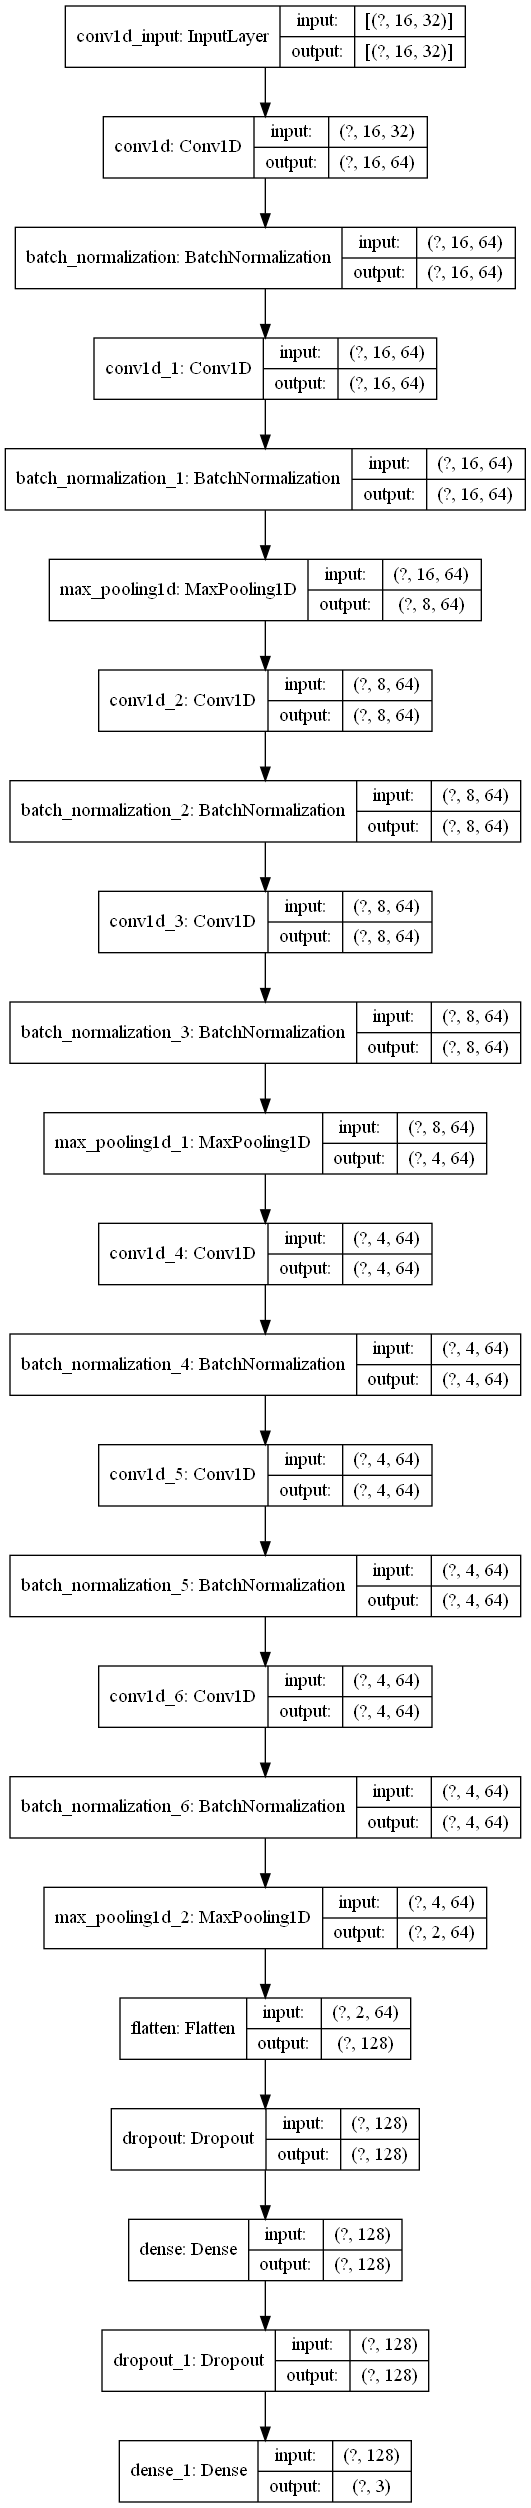 conv1d_input: InputLayer input: [(?, 16, 32)]
output: [(?, 16, 32)]
conv1d: Conv1D input: (?, 16, 32)
output: (?, 16, 64)
batch_normalization: BatchNormalization input: (?, 16, 64)
output: (?, 16, 64)
conv1d_1: Conv1D input: (?, 16, 64)
output: (?, 16, 64)
batch_normalization_1: BatchNormalization input: (?, 16, 64)
output: (?, 16, 64)
max_pooling1d: MaxPooling1D input: (?, 16, 64)
output: (?, 8, 64)
conv1d_2: Conv1D input: (?, 8, 64)
output: (?, 8, 64)
batch_normalization_2: BatchNormalization input: (?, 8, 64)
output: (?, 8, 64)
conv1d_3: Conv1D input: (?, 8, 64)
output: (?, 8, 64)
batch_normalization_3: BatchNormalization input: (?, 8, 64)
output: (?, 8, 64)
max_pooling1d_1: MaxPooling1D input: (?, 8, 64)
output: (?, 4, 64)
conv1d_4: Conv1D input: (?, 4, 64)
output: (?, 4, 64)
batch_normalization_4: BatchNormalization input: (?, 4, 64)
output: (?, 4, 64)
conv1d_5: Conv1D input: (?, 4, 64)
output: (?, 4, 64)
batch_normalization_5: BatchNormalization input: (?, 4, 64)
output: (?, 4, 64)
conv1d_6: Conv1D input: (?, 4, 64)
output: (?, 4, 64)
batch_normalization_6: BatchNormalization input: (?, 4, 64)
output: (?, 4, 64)
max_pooling1d_2: MaxPooling1D input: (?, 4, 64)
output: (?, 2, 64)
flatten: Flatten input: (?, 2, 64)
output: (?, 128)
dropout: Dropout input: (?, 128)
output: (?, 128)
dense: Dense input: (?, 128)
output: (?, 128)
dropout_1: Dropout input: (?, 128)
output: (?, 128)
dense_1: Dense input: (?, 128)
output: (?, 3)